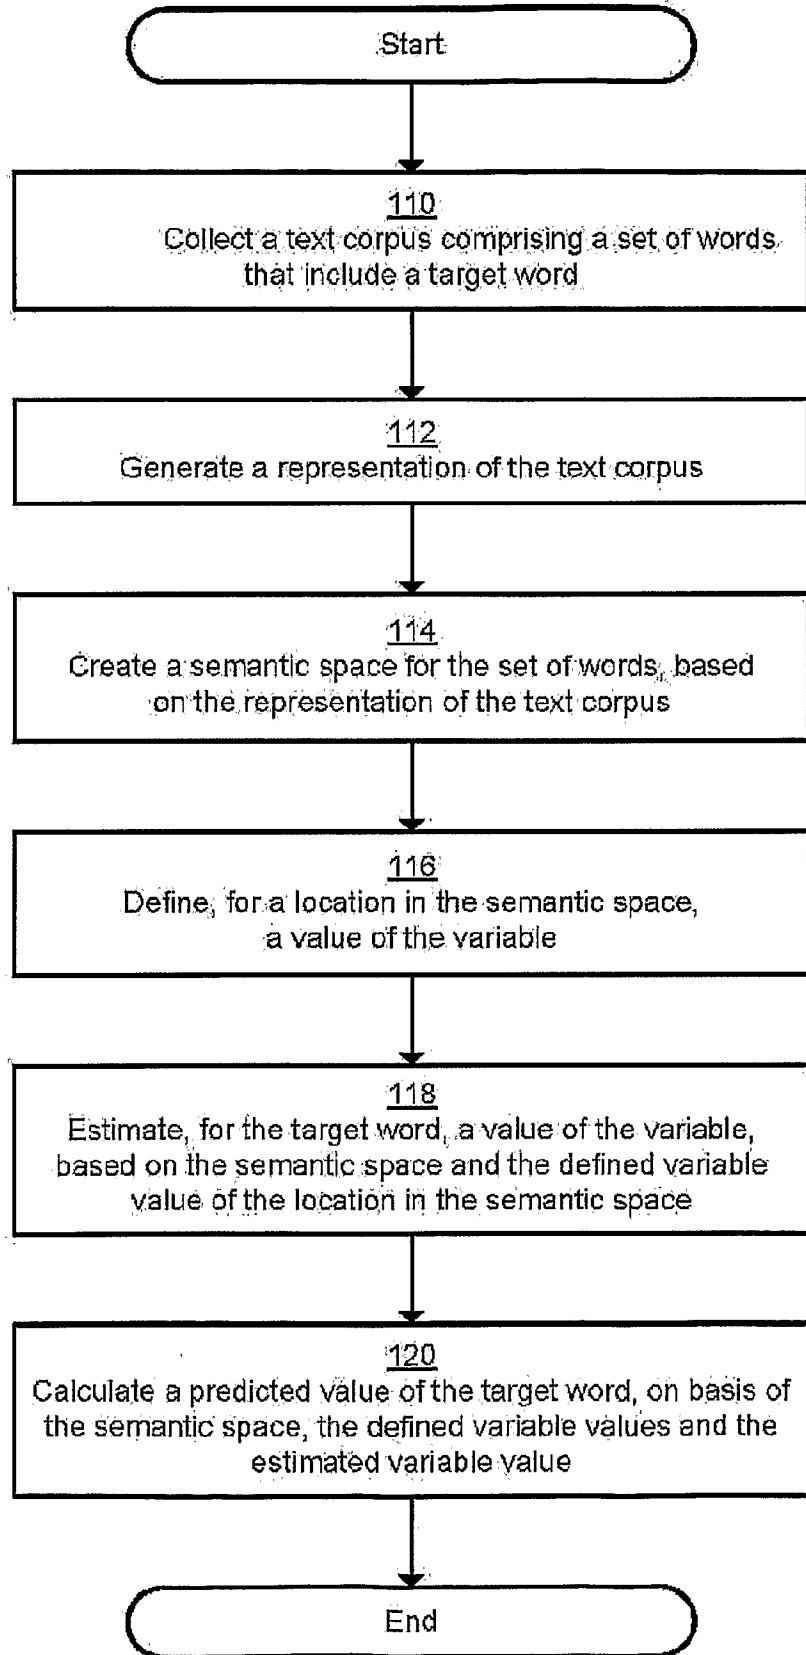 Start
110
Collect a text corpus comprising a set of words
that include a target word
112
Generate a representation of the text corpus
114
Create a semantic space for the set of words, based
on the representation of the text corpus
116
Define, for a location in the semantic space,
a value of the variable
118
Estimate, for the target word, a value of the variable,
based on the semantic space and the defined variable
value of the location in the semantic space
120
Calculate a predicted value of the target word, on basis of
the semantic space, the defined variable values and the
estimated variable value
End